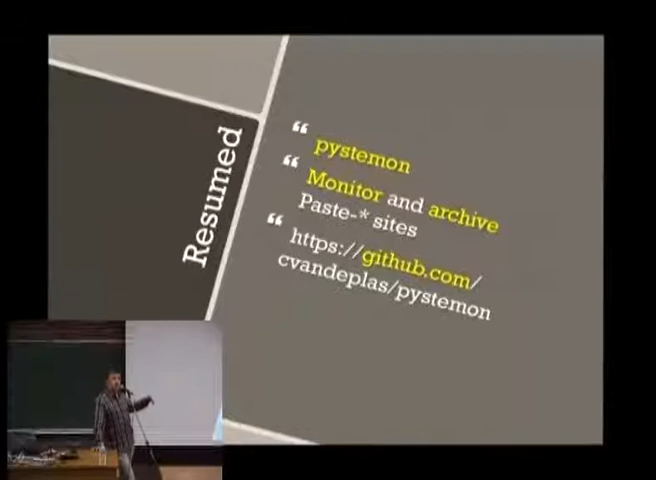 Resumed
pystemon
Monitor and archive
Paste-* sites
https://github.com/
cvandeplas/pystemon